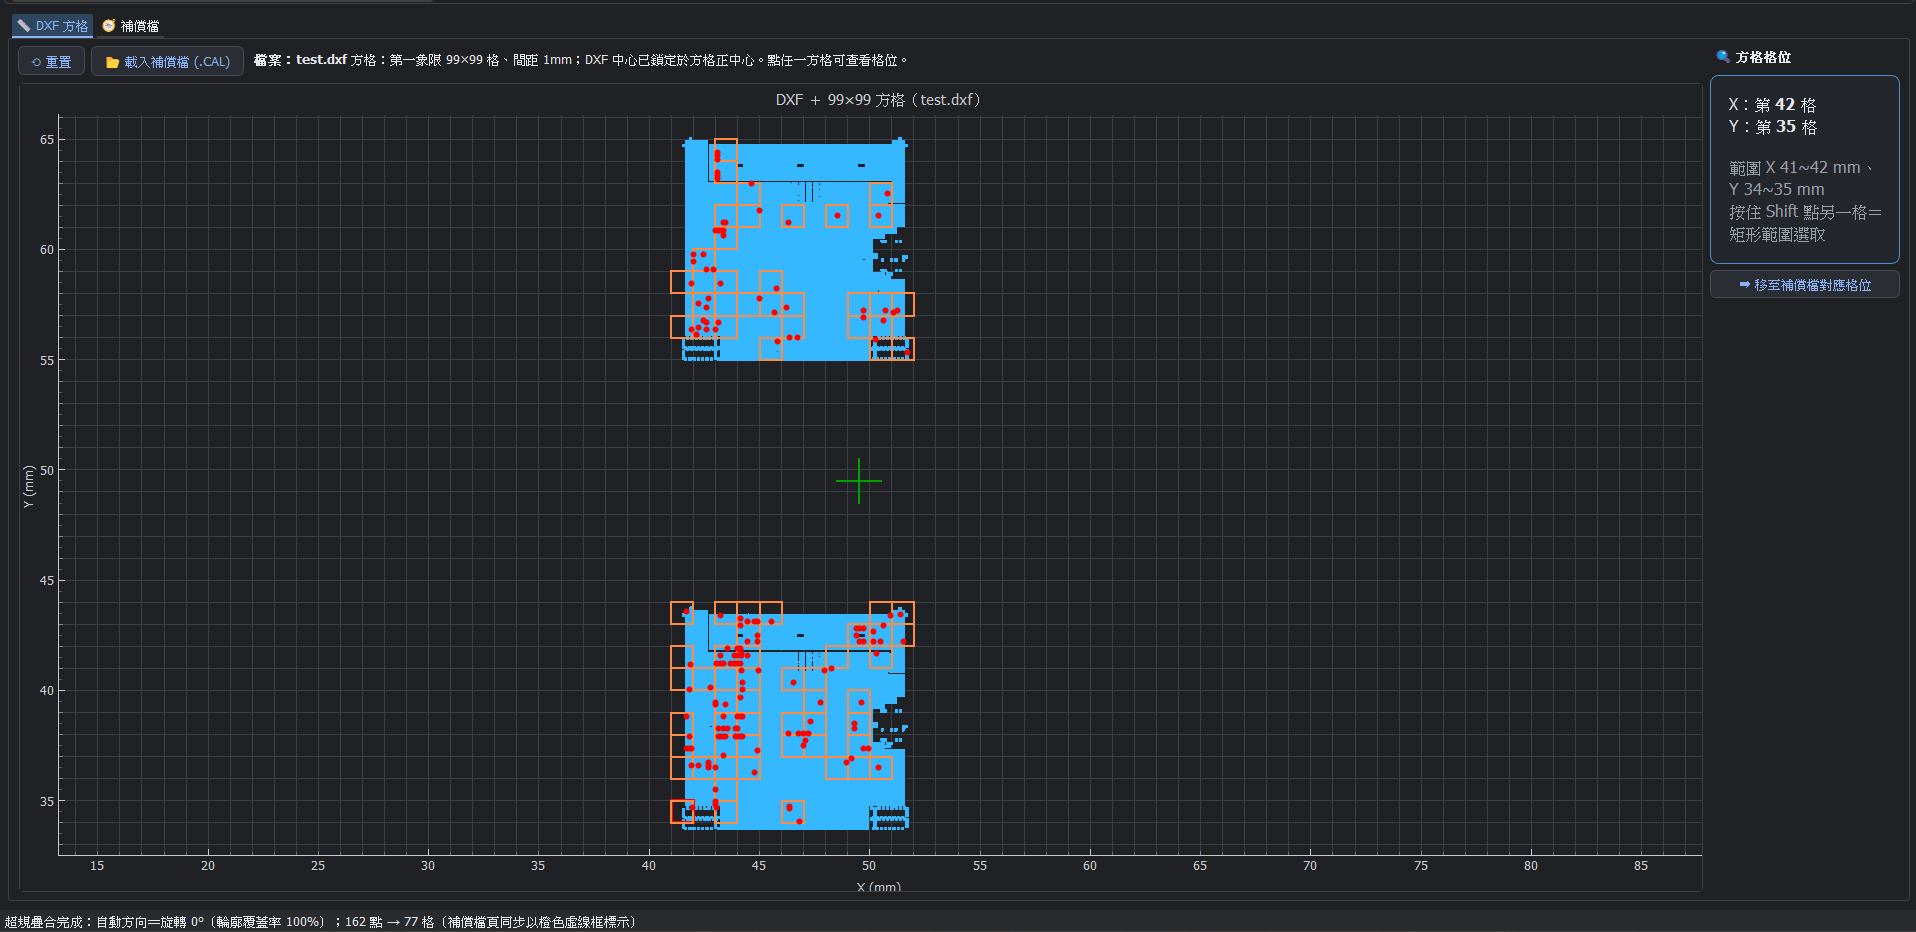 DXF 方格 補償檔
重置 載入補償檔 (.CAL) 檔案：test.dxf 方格：第一象限 99×99 格、間距 1mm；DXF 中心已鎖定於方格正中心。點任一方格可查看格位。
方格格位
X：第 42 格
Y：第 35 格
範圍 X 41~42 mm、
Y 34~35 mm
按住 Shift 點另一格＝
矩形範圍選取
➡ 移至補償檔對應格位
DXF + 99×99 方格（test.dxf）
65
60
55
50
45
40
35
Y (mm)
15 20 25 30 35 40 45 50 55 60 65 70 75 80 85
X (mm)
超規疊合完成：自動方向＝旋轉 0°（輪廓覆蓋率 100%）；162 點 → 77 格（補償檔頁同步以橙色虛線框標示）